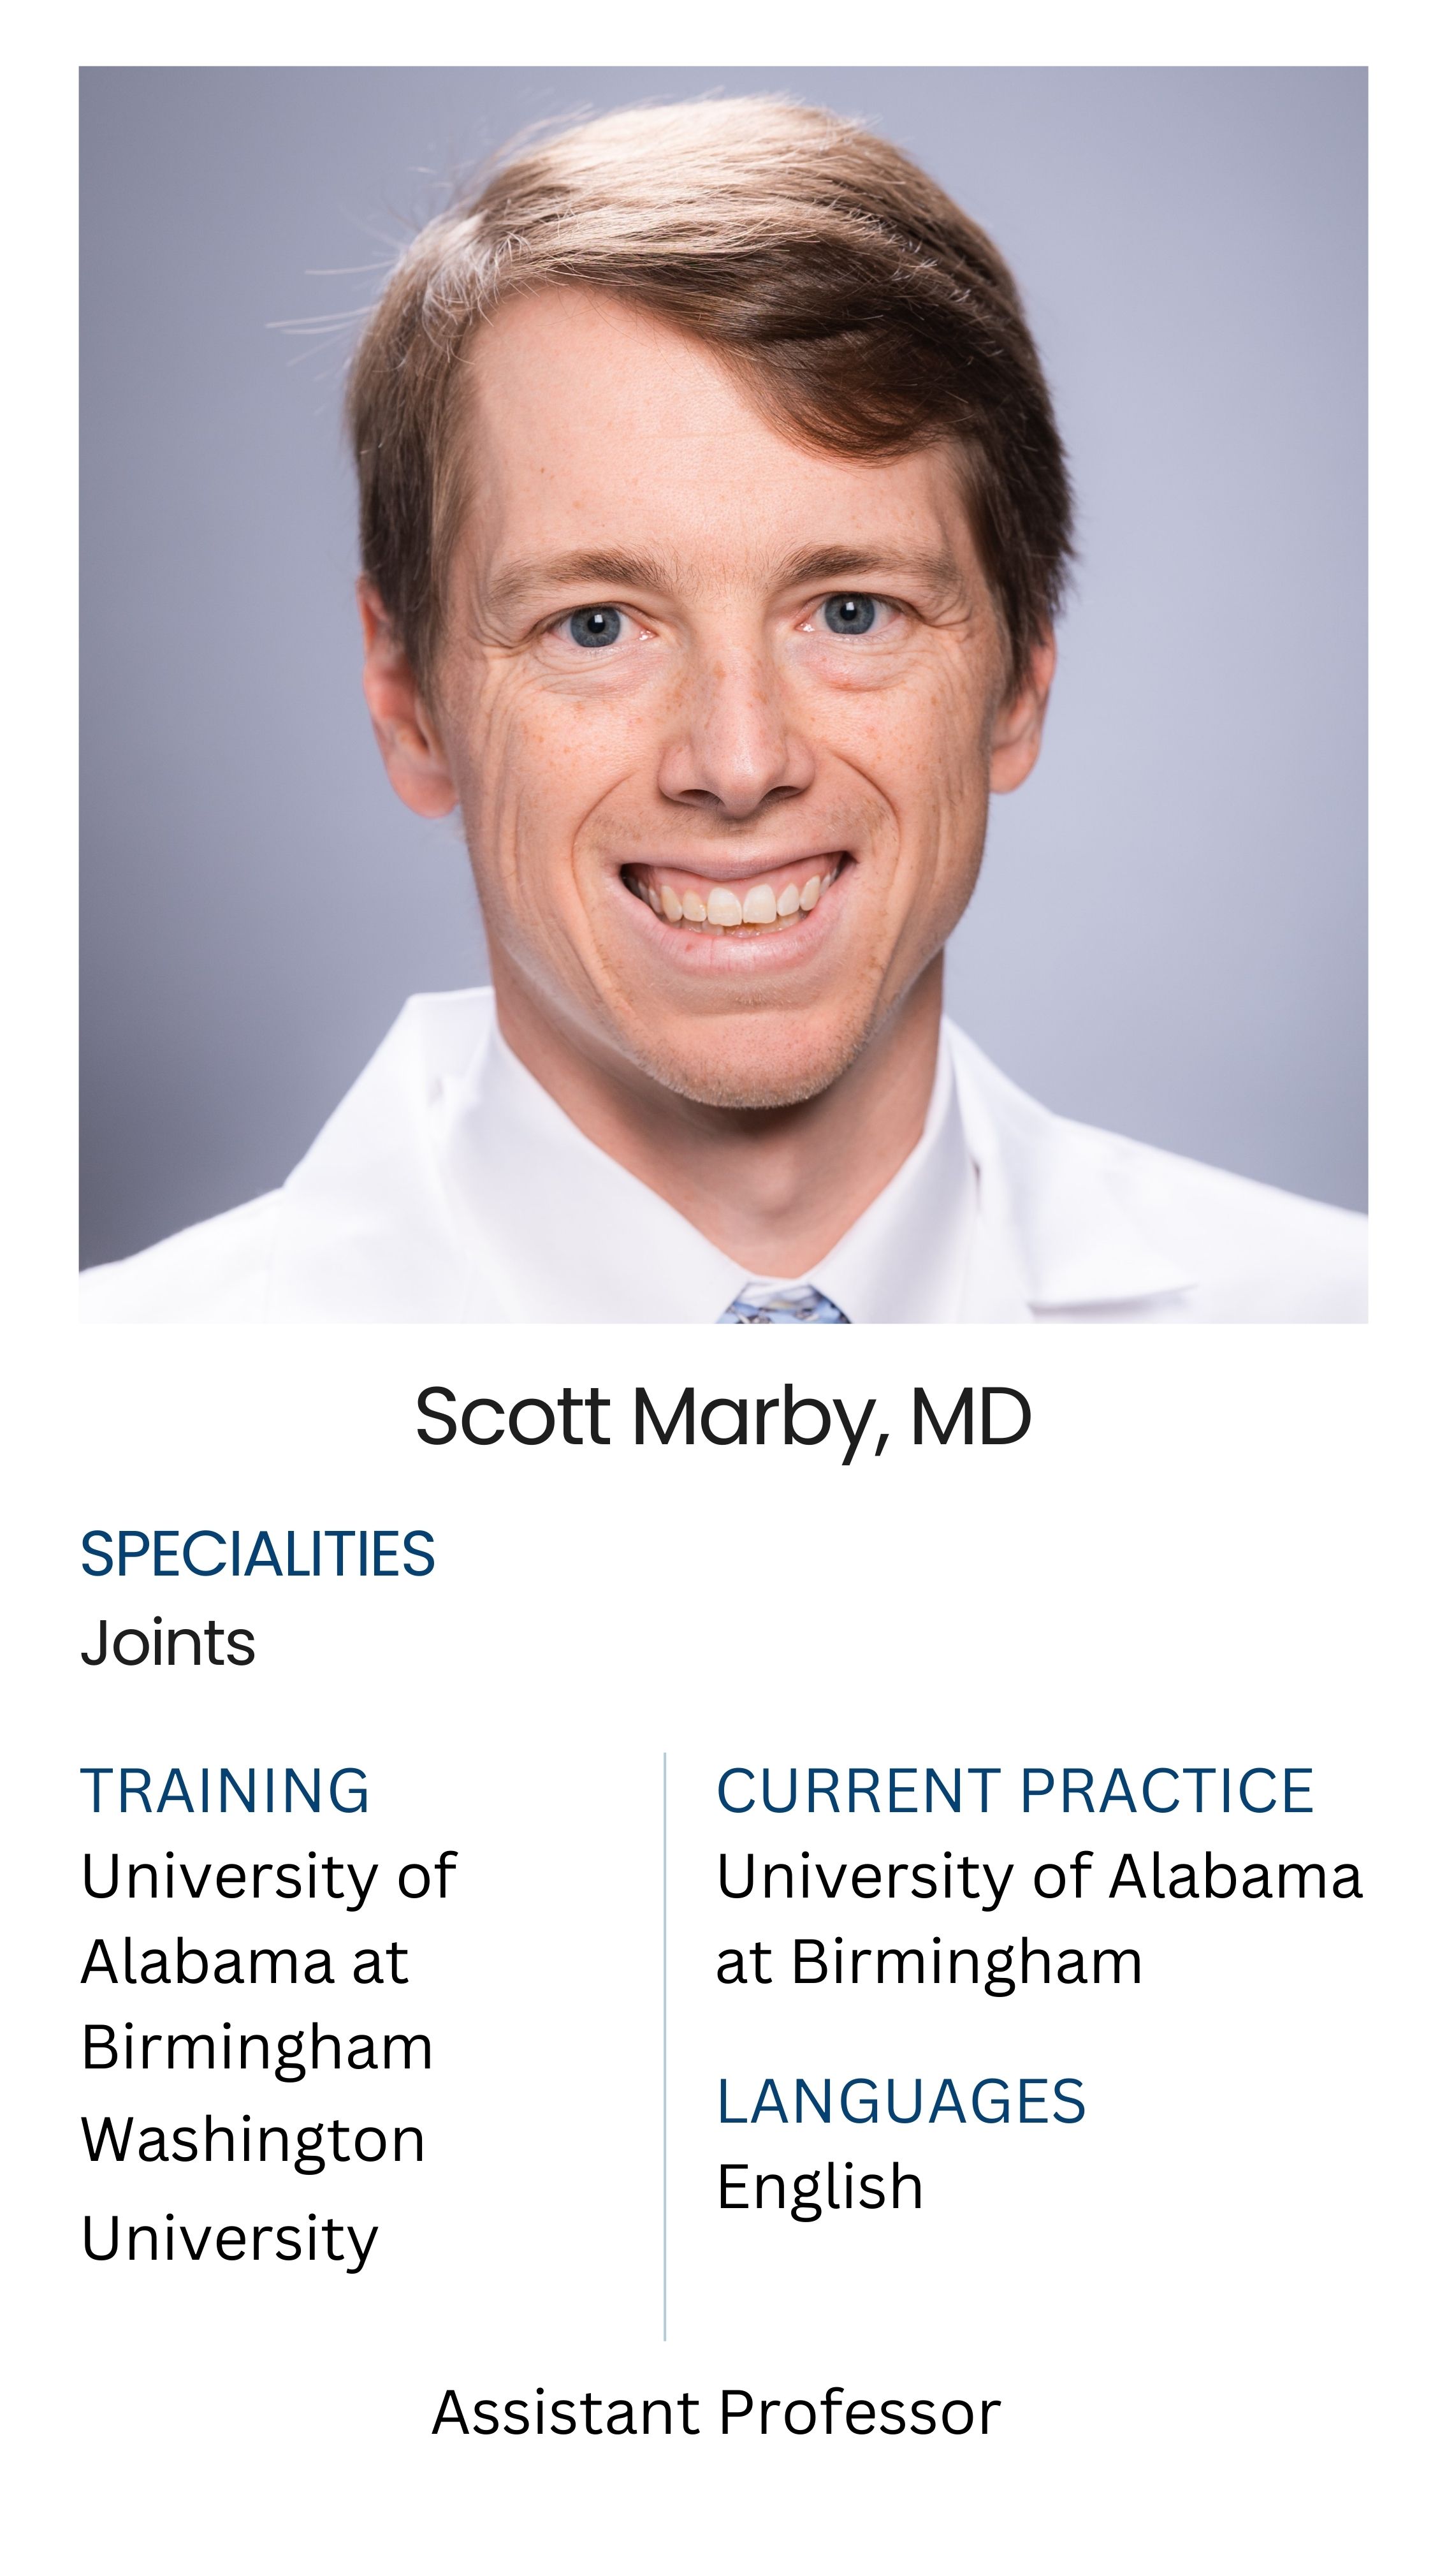 Scott Marby, MD
SPECIALITIES
Joints
TRAINING
University of
Alabama at
Birmingham
Washington
University
CURRENT PRACTICE
University of Alabama
at Birmingham
LANGUAGES
English
Assistant Professor